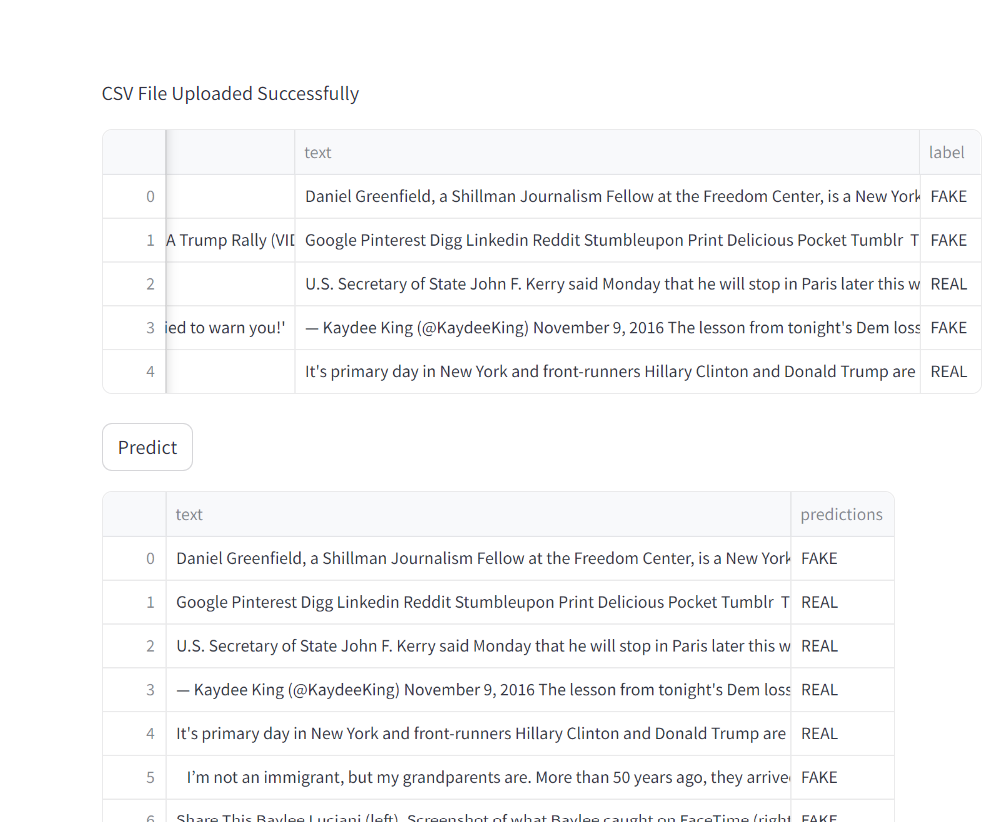 CSV File Uploaded Successfully
text label
0 Daniel Greenfield, a Shillman Journalism Fellow at the Freedom Center, is a New York FAKE
1 A Trump Rally (VID Google Pinterest Digg Linkedin Reddit Stumbleupon Print Delicious Pocket Tumblr T FAKE
2 U.S. Secretary of State John F. Kerry said Monday that he will stop in Paris later this w REAL
3 ied to warn you!' — Kaydee King (@KaydeeKing) November 9, 2016 The lesson from tonight's Dem loss FAKE
4 It's primary day in New York and front-runners Hillary Clinton and Donald Trump are REAL
Predict
text predictions
0 Daniel Greenfield, a Shillman Journalism Fellow at the Freedom Center, is a New York FAKE
1 Google Pinterest Digg Linkedin Reddit Stumbleupon Print Delicious Pocket Tumblr T REAL
2 U.S. Secretary of State John F. Kerry said Monday that he will stop in Paris later this w REAL
3 — Kaydee King (@KaydeeKing) November 9, 2016 The lesson from tonight's Dem loss REAL
4 It's primary day in New York and front-runners Hillary Clinton and Donald Trump are REAL
5 I’m not an immigrant, but my grandparents are. More than 50 years ago, they arrive FAKE
6 Share This Baylee Luciani (left), Screenshot of what Baylee caught on FaceTime (right FAKE